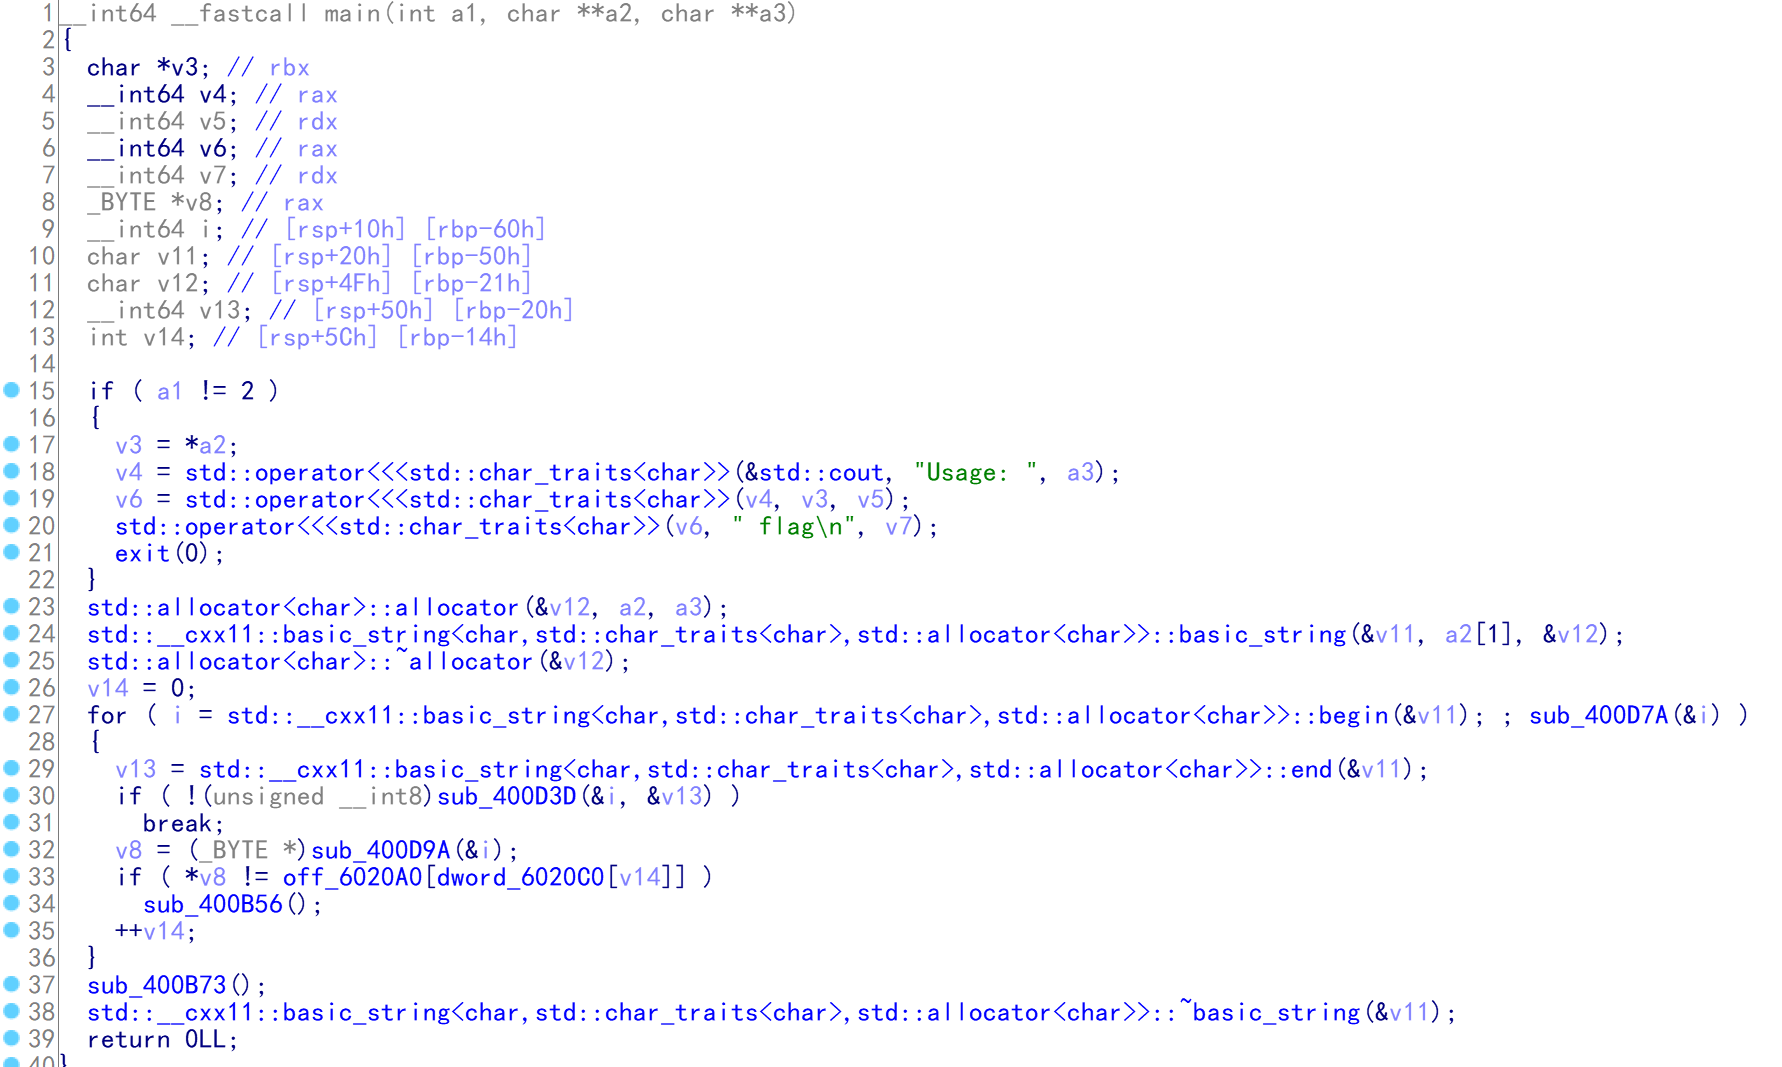 1 __int64 __fastcall main(int a1, char **a2, char **a3)
2 {
3 char *v3; // rbx
4 __int64 v4; // rax
5 __int64 v5; // rdx
6 __int64 v6; // rax
7 __int64 v7; // rdx
8 _BYTE *v8; // rax
9 __int64 i; // [rsp+10h] [rbp-60h]
10 char v11; // [rsp+20h] [rbp-50h]
11 char v12; // [rsp+4Fh] [rbp-21h]
12 __int64 v13; // [rsp+50h] [rbp-20h]
13 int v14; // [rsp+5Ch] [rbp-14h]
14
15 if ( a1 != 2 )
16 {
17 v3 = *a2;
18 v4 = std::operator<<<std::char_traits<char>>(&std::cout, "Usage: ", a3);
19 v6 = std::operator<<<std::char_traits<char>>(v4, v3, v5);
20 std::operator<<<std::char_traits<char>>(v6, " flag\n", v7);
21 exit(0);
22 }
23 std::allocator<char>::allocator(&v12, a2, a3);
24 std::__cxx11::basic_string<char,std::char_traits<char>,std::allocator<char>>::basic_string(&v11, a2[1], &v12);
25 std::allocator<char>::~allocator(&v12);
26 v14 = 0;
27 for ( i = std::__cxx11::basic_string<char,std::char_traits<char>,std::allocator<char>>::begin(&v11); ; sub_400D7A(&i) )
28 {
29 v13 = std::__cxx11::basic_string<char,std::char_traits<char>,std::allocator<char>>::end(&v11);
30 if ( !(unsigned __int8)sub_400D3D(&i, &v13) )
31 break;
32 v8 = (_BYTE *)sub_400D9A(&i);
33 if ( *v8 != off_6020A0[dword_6020C0[v14]] )
34 sub_400B56();
35 ++v14;
36 }
37 sub_400B73();
38 std::__cxx11::basic_string<char,std::char_traits<char>,std::allocator<char>>::~basic_string(&v11);
39 return 0LL;
40 }